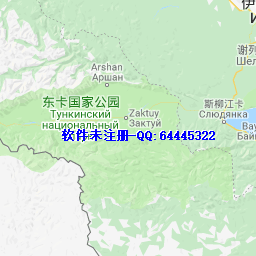 伊
И
谢列
Шел
Arshan
Аршан
东卡国家公园
Тункинский
национальный
Zaktuy
Зактуй
斯柳江卡
Слюдянка
Bay
Бай
软件未注册-QQ:64445322